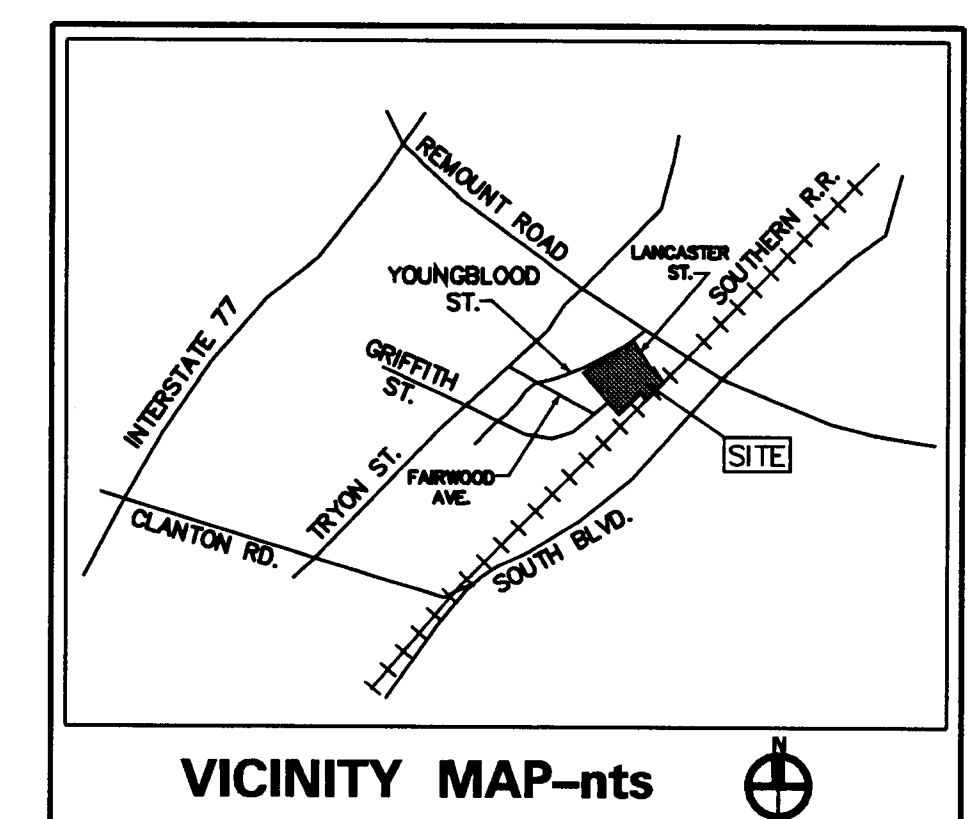 REMOUNT ROAD
LANCASTER
ST.
SOUTHERN R.R.
YOUNGBLOOD
ST.
GRIFFITH
ST.
INTERSTATE 77
SITE
FAIRWOOD
AVE.
TRYON ST.
CLANTON RD.
SOUTH BLVD.
VICINITY MAP-nts
N